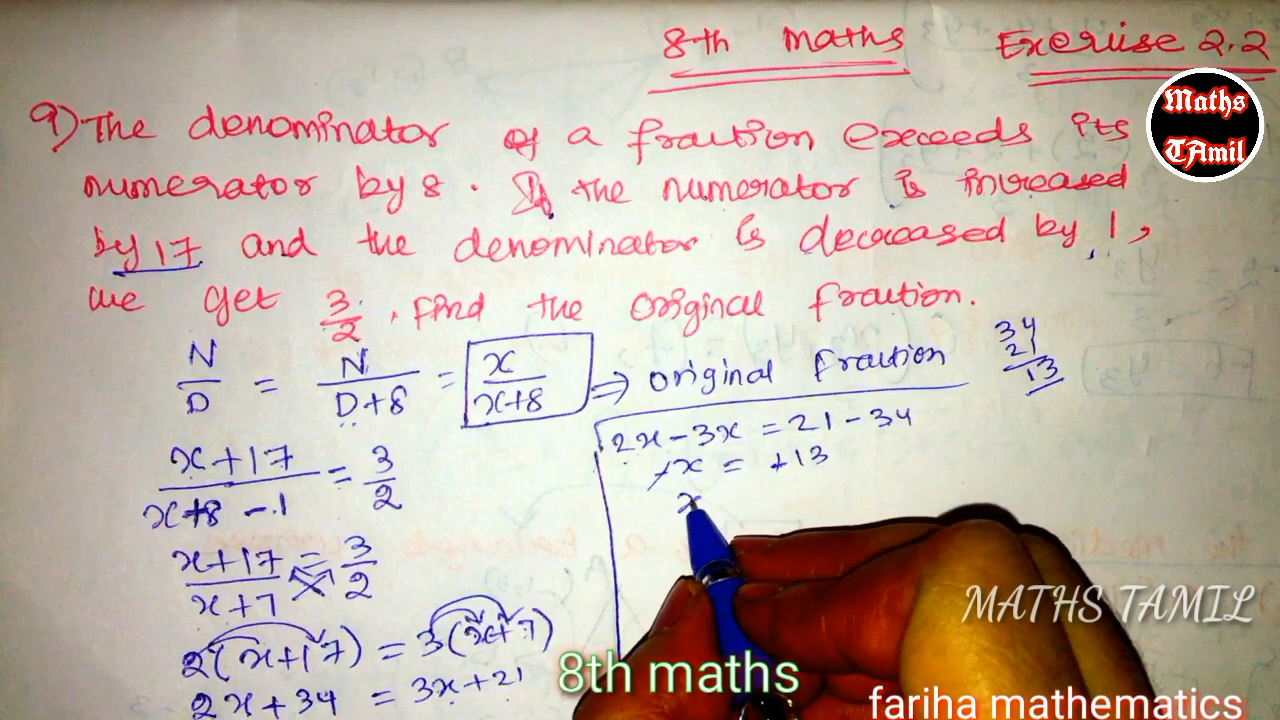 8th maths Exercise 2.2
Maths
TAmil
9) The denominator of a fraction exceeds its
numerator by 8. If the numerator is increased
by 17 and the denominator is decreased by 1,
we get 3/2. Find the original fraction.
N/D = N/D+8 = x/x+8 ⇒ original fraction
34
21
13
x+17/x+8-1 = 3/2
x+17/x+7 = 3/2
2(x+17) = 3(x+7)
2x+34 = 3x+21
2x-3x = 21-34
+x = +13
x
MATHS TAMIL
8th maths
fariha mathematics